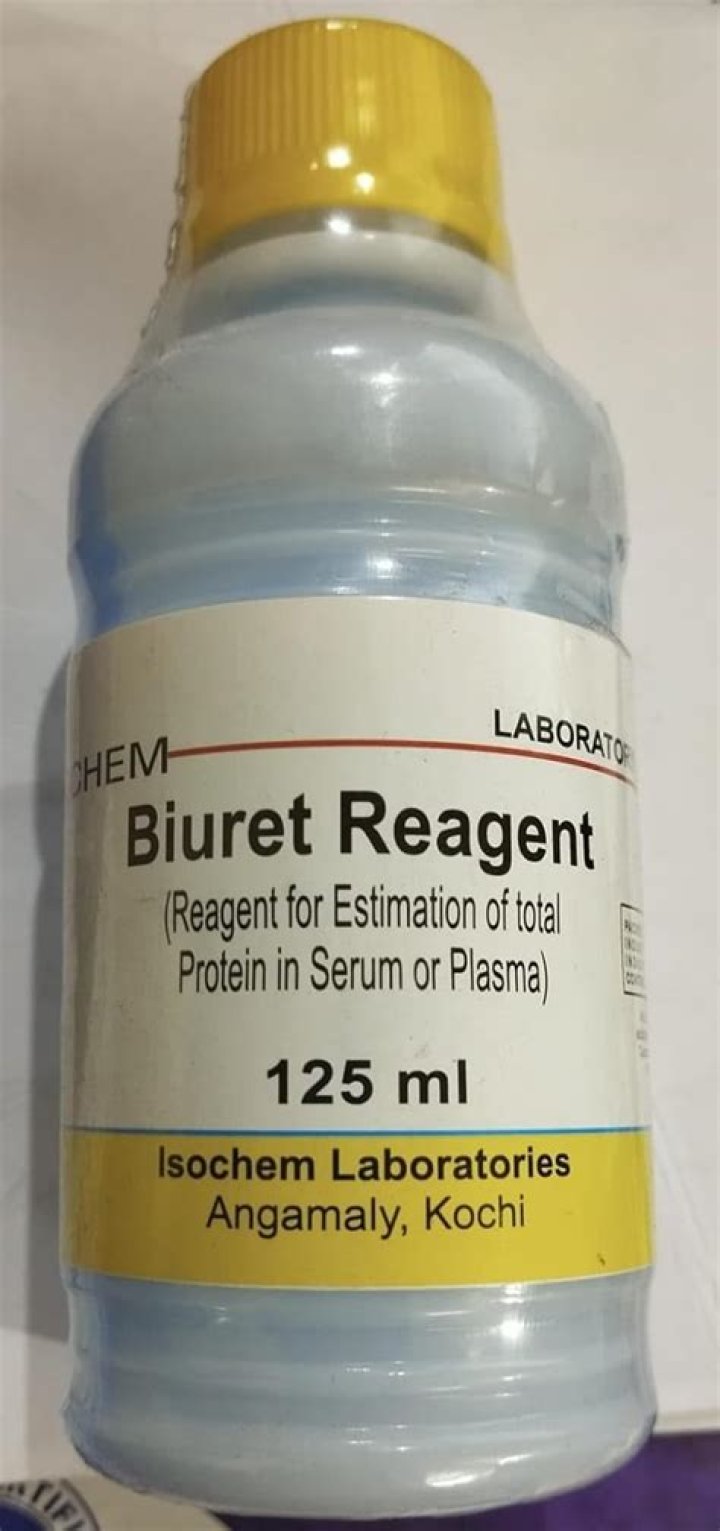 CHEM
LABORATOR
Biuret Reagent
(Reagent for Estimation of total
Protein in Serum or Plasma)
125 ml
Isochem Laboratories
Angamaly, Kochi